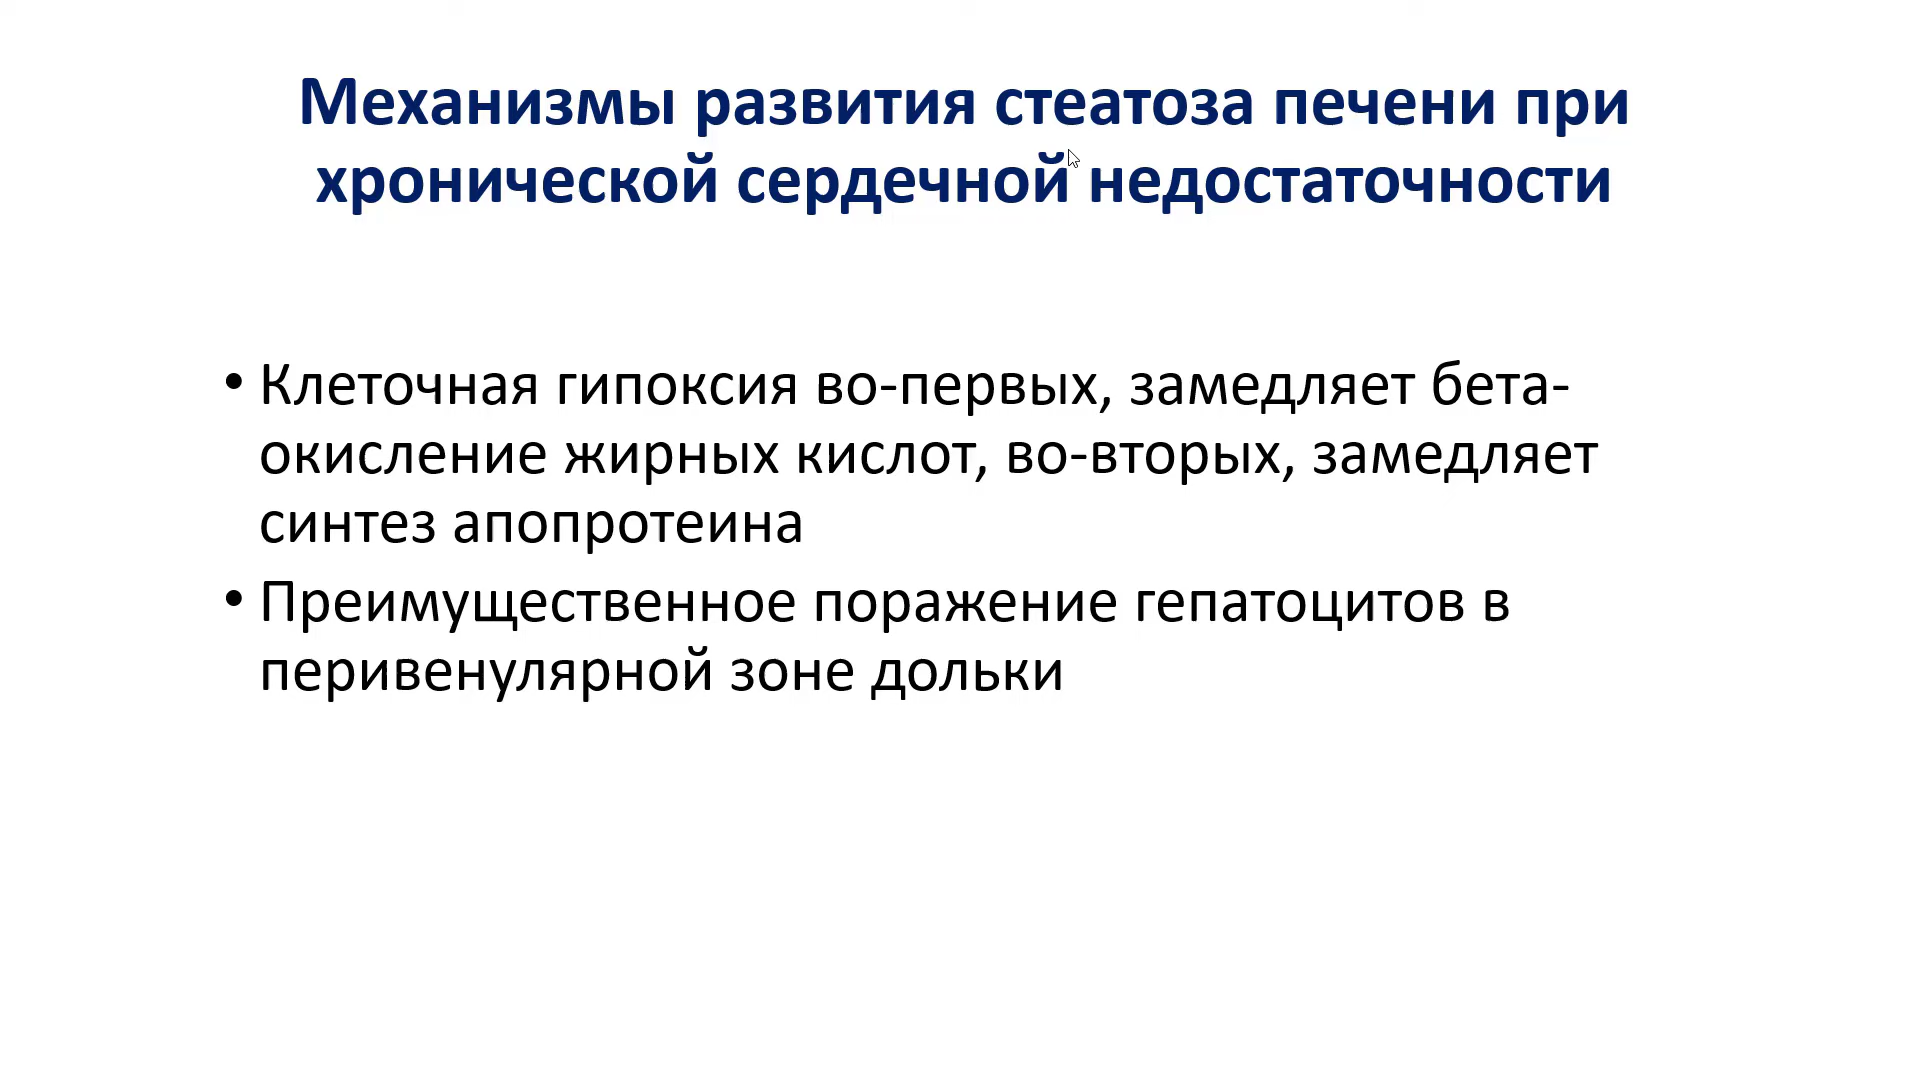 Механизмы развития стеатоза печени при
хронической сердечной недостаточности
• Клеточная гипоксия во-первых, замедляет бета-
окисление жирных кислот, во-вторых, замедляет
синтез апопротеина
• Преимущественное поражение гепатоцитов в
перивенулярной зоне дольки